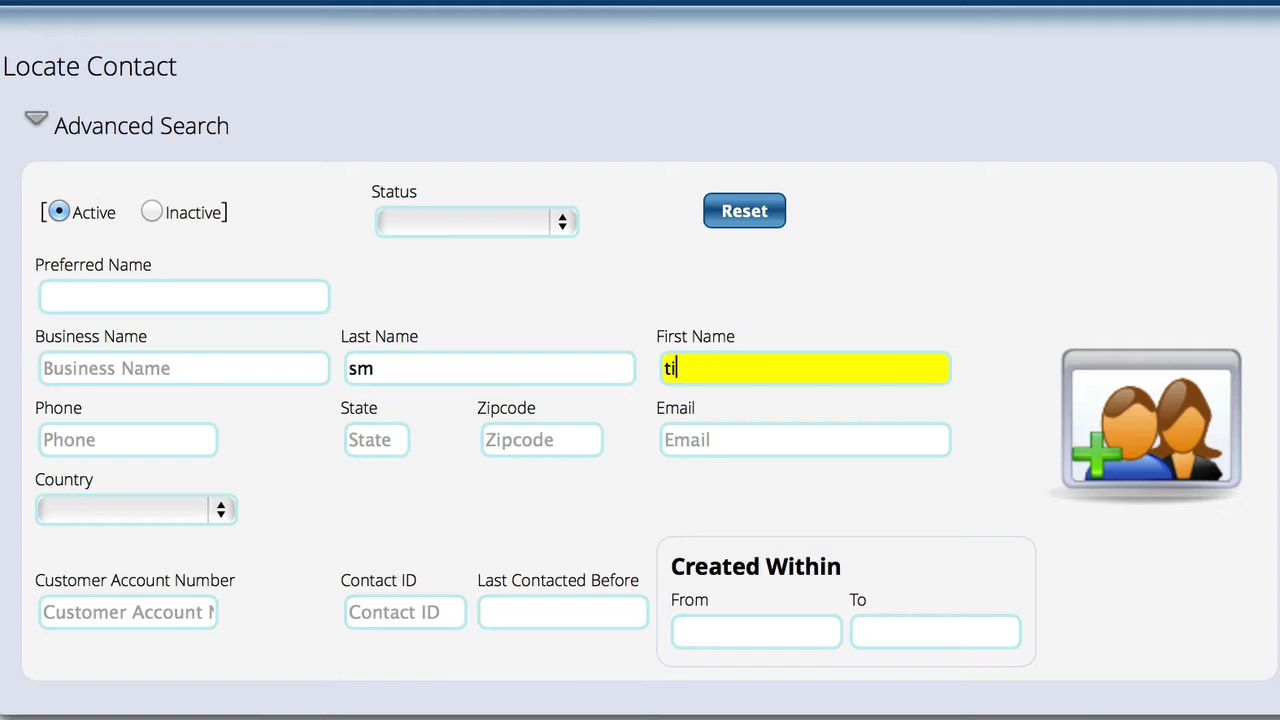 Locate Contact
Advanced Search
[Active Inactive]
Status
Reset
Preferred Name
Business Name Last Name First Name
Business Name sm ti
Phone State Zipcode Email
Phone State Zipcode Email
Country
Created Within
Customer Account Number Contact ID Last Contacted Before
From To
Customer Account N Contact ID